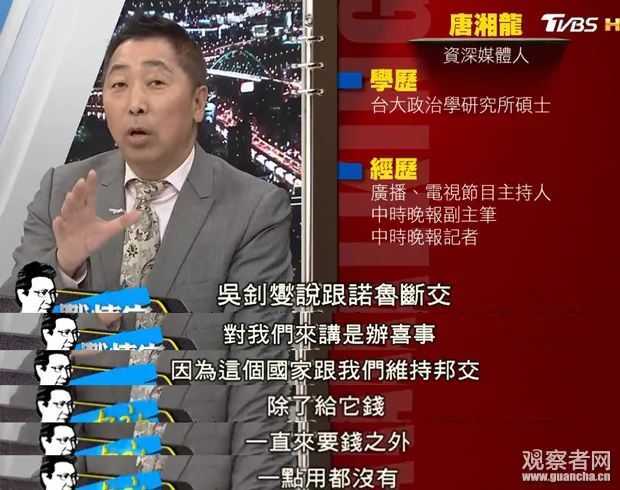 唐湘龍
TVBS H
資深媒體人
學歷
台大政治學研究所碩士
經歷
廣播、電視節目主持人
中時晚報副主筆
中時晚報記者
吳釗燮說跟諾魯斷交
對我們來講是辦喜事
因為這個國家跟我們維持邦交
除了給它錢
一直來要錢之外
一點用都沒有
观察者网
www.guancha.cn